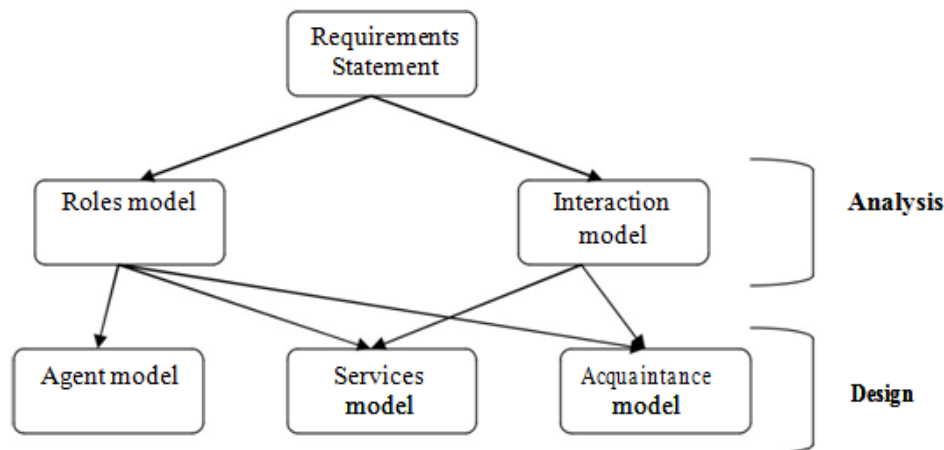 Requirements
Statement
Roles model
Interaction
model
Analysis
Agent model
Services
model
Acquaintance
model
Design